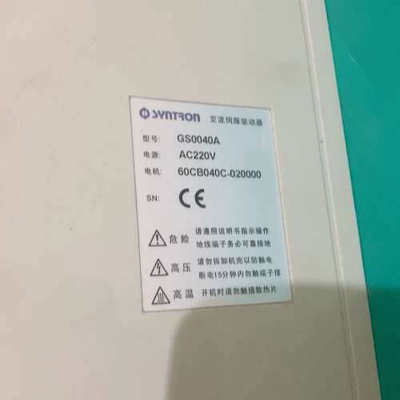 SYNTRON 交流伺服驱动器
型号: GS0040A
电源: AC220V
电机: 60CB040C-020000
SN: CE
危险 请遵照说明书指示操作
地线端子务必可靠接地
高压 请勿拆卸机壳以防触电
断电15分钟内勿触端子排
高温 开机时请勿触摸散热片